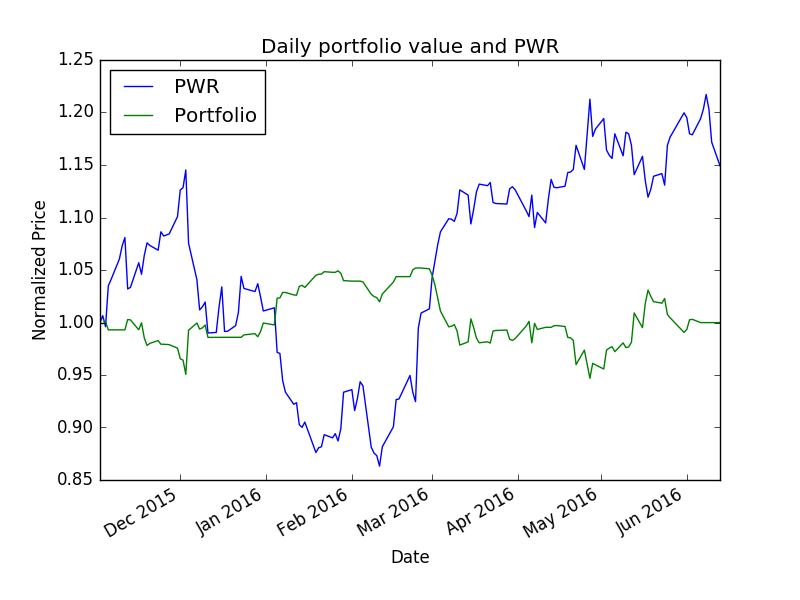 Daily portfolio value and PWR
PWR
Portfolio
1.25
1.20
1.15
1.10
1.05
1.00
0.95
0.90
0.85
Normalized Price
Dec 2015
Jan 2016
Feb 2016
Mar 2016
Apr 2016
May 2016
Jun 2016
Date